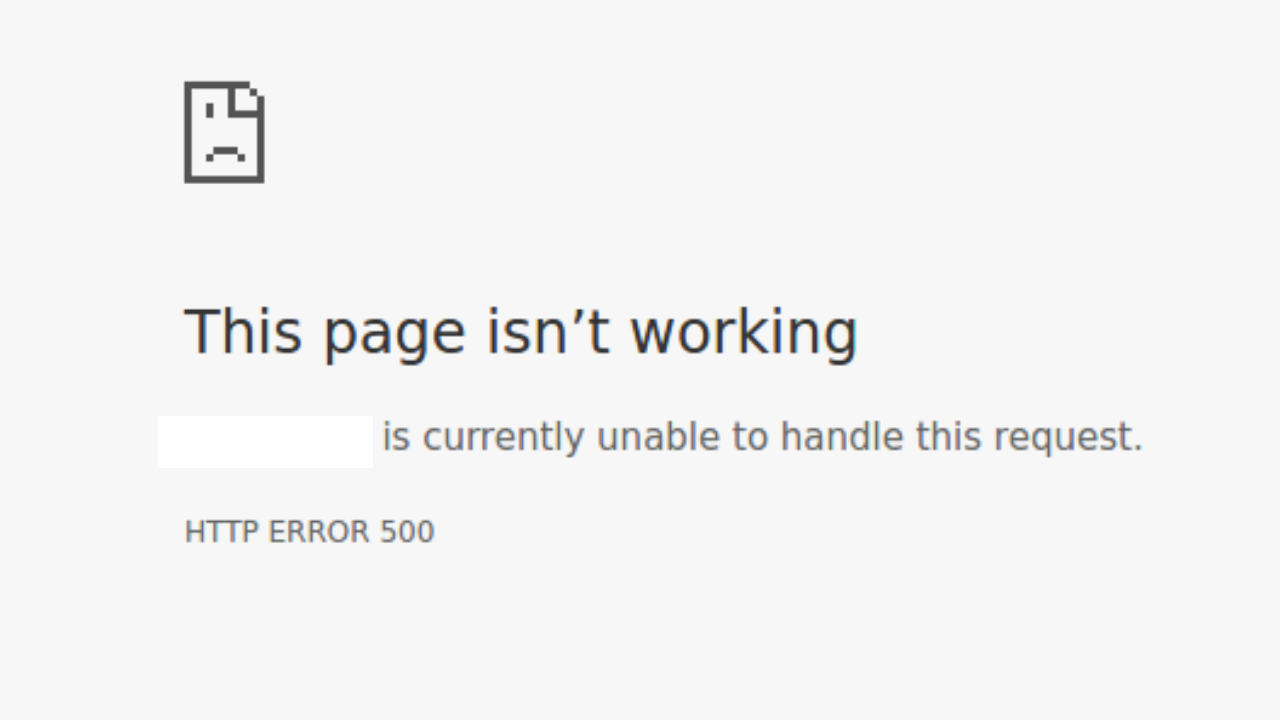 This page isn’t working
is currently unable to handle this request.
HTTP ERROR 500